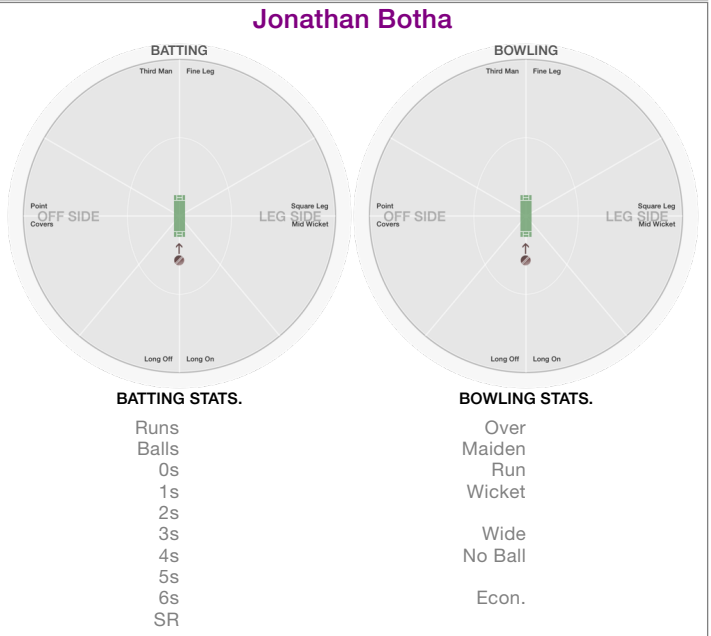 Jonathan Botha
BATTING
Third Man Fine Leg
Point
OFF SIDE
Covers
Square Leg
LEG SIDE
Mid Wicket
Long Off Long On
BOWLING
Third Man Fine Leg
Point
OFF SIDE
Covers
Square Leg
LEG SIDE
Mid Wicket
Long Off Long On
BATTING STATS.
Runs
Balls
0s
1s
2s
3s
4s
5s
6s
SR
BOWLING STATS.
Over
Maiden
Run
Wicket
Wide
No Ball
Econ.